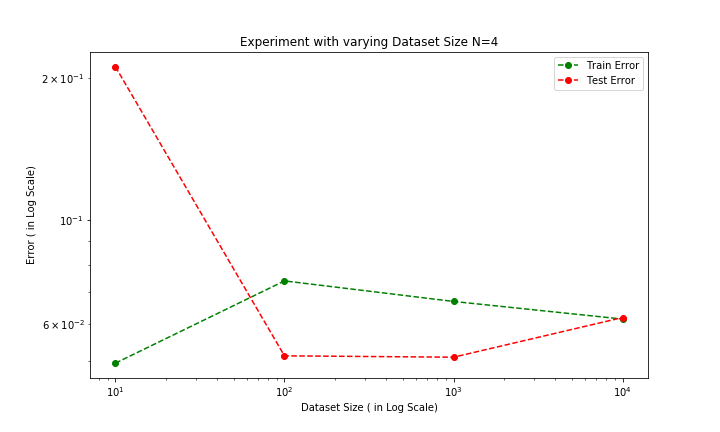 Experiment with varying Dataset Size N=4
Train Error
Test Error
Error ( in Log Scale)
2 × 10⁻¹
10⁻¹
6 × 10⁻²
10¹ 10² 10³ 10⁴
Dataset Size ( in Log Scale)